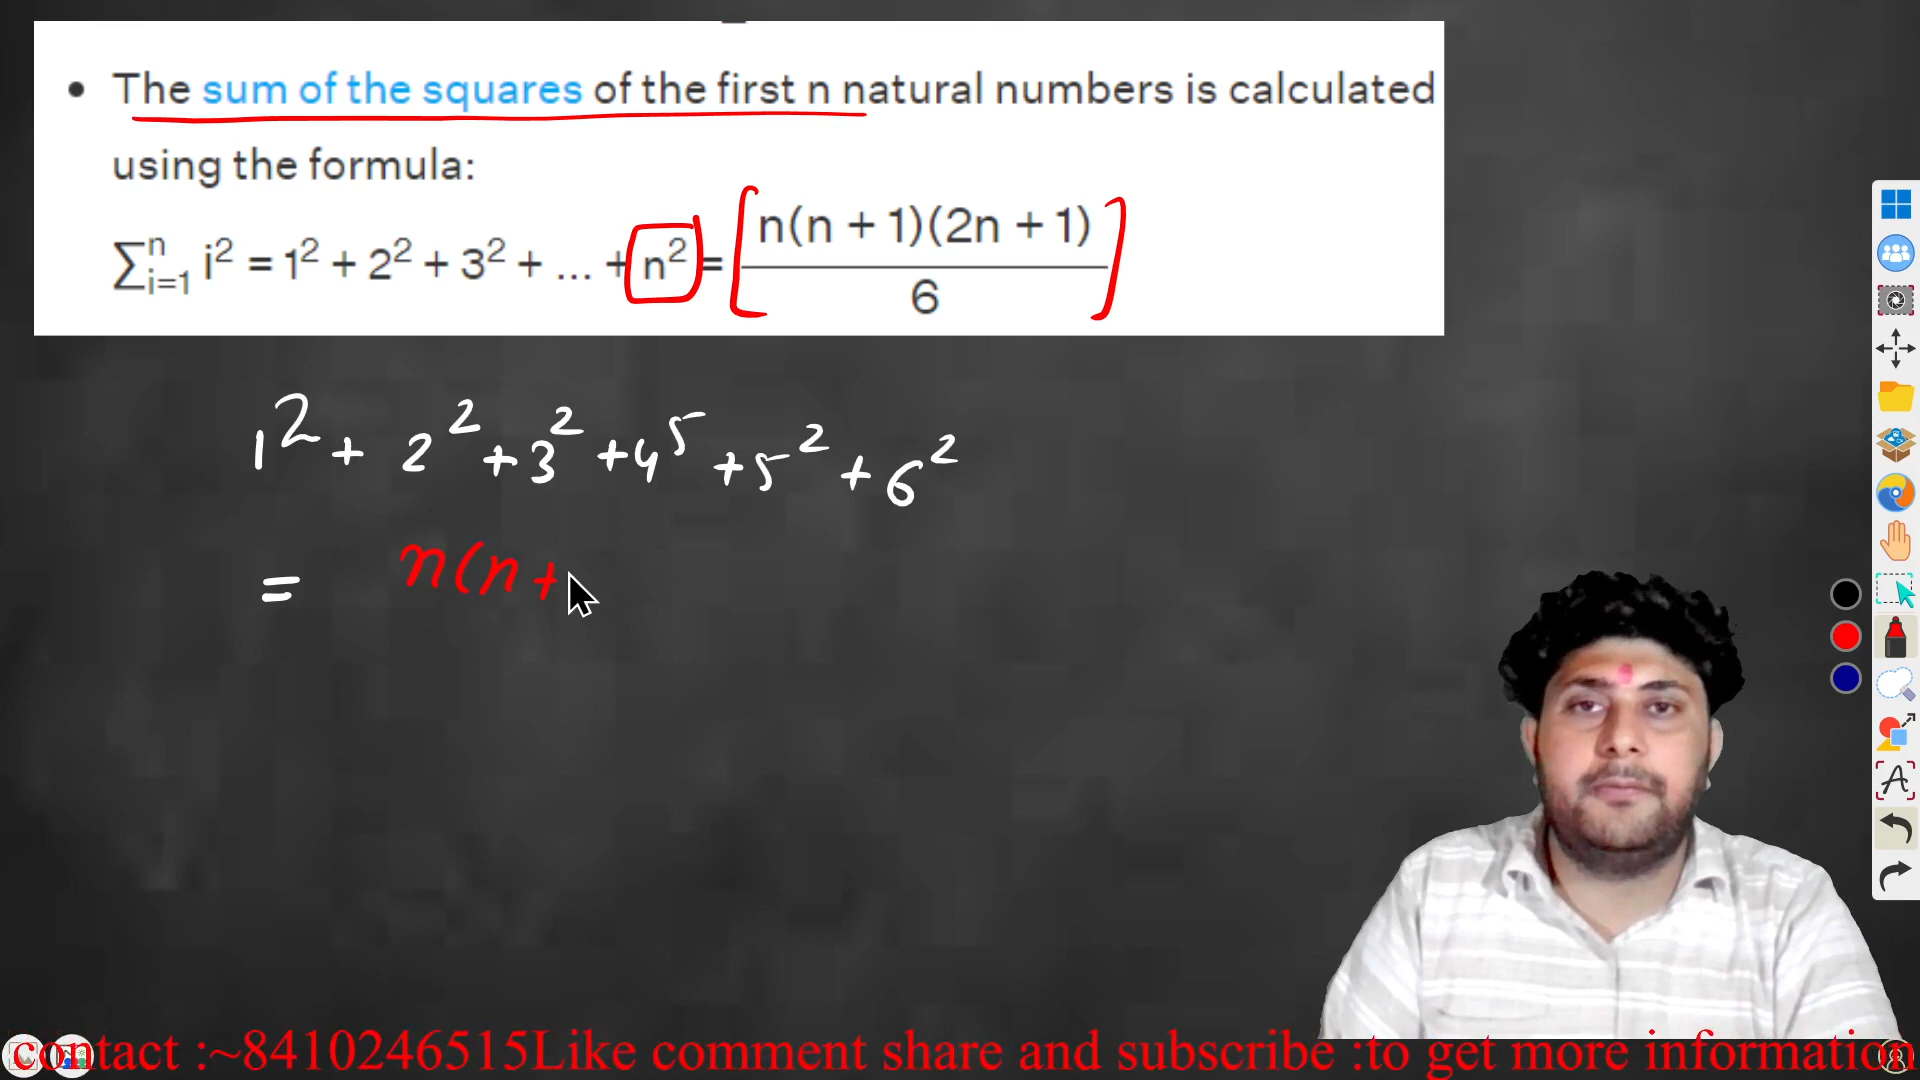 • The sum of the squares of the first n natural numbers is calculated
using the formula:
∑ⁿᵢ₌₁ i² = 1² + 2² + 3² + ... + n² = n(n + 1)(2n + 1) / 6
1² + 2² + 3² + 4⁵ + 5² + 6²
= n(n +
contact :~8410246515Like comment share and subscribe :to get more information